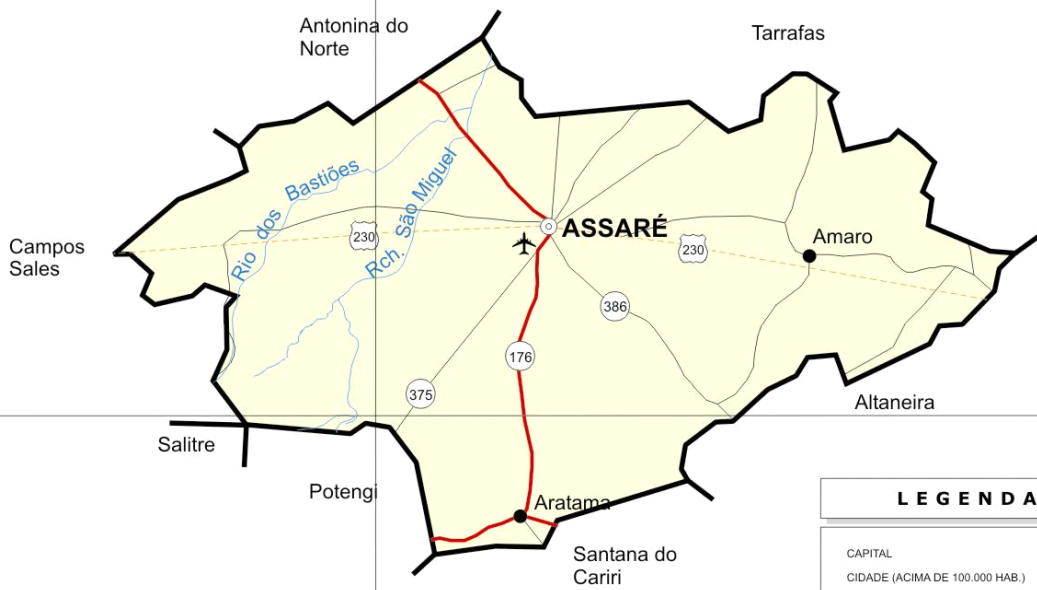 Antonina do
Norte
Tarrafas
Rio dos Bastiões
Rch. São Miguel
230
ASSARÉ
230
Amaro
Campos
Sales
386
176
375
Altaneira
Salitre
Potengi
Aratama
LEGENDA
Santana do
Cariri
CAPITAL
CIDADE (ACIMA DE 100.000 HAB.)